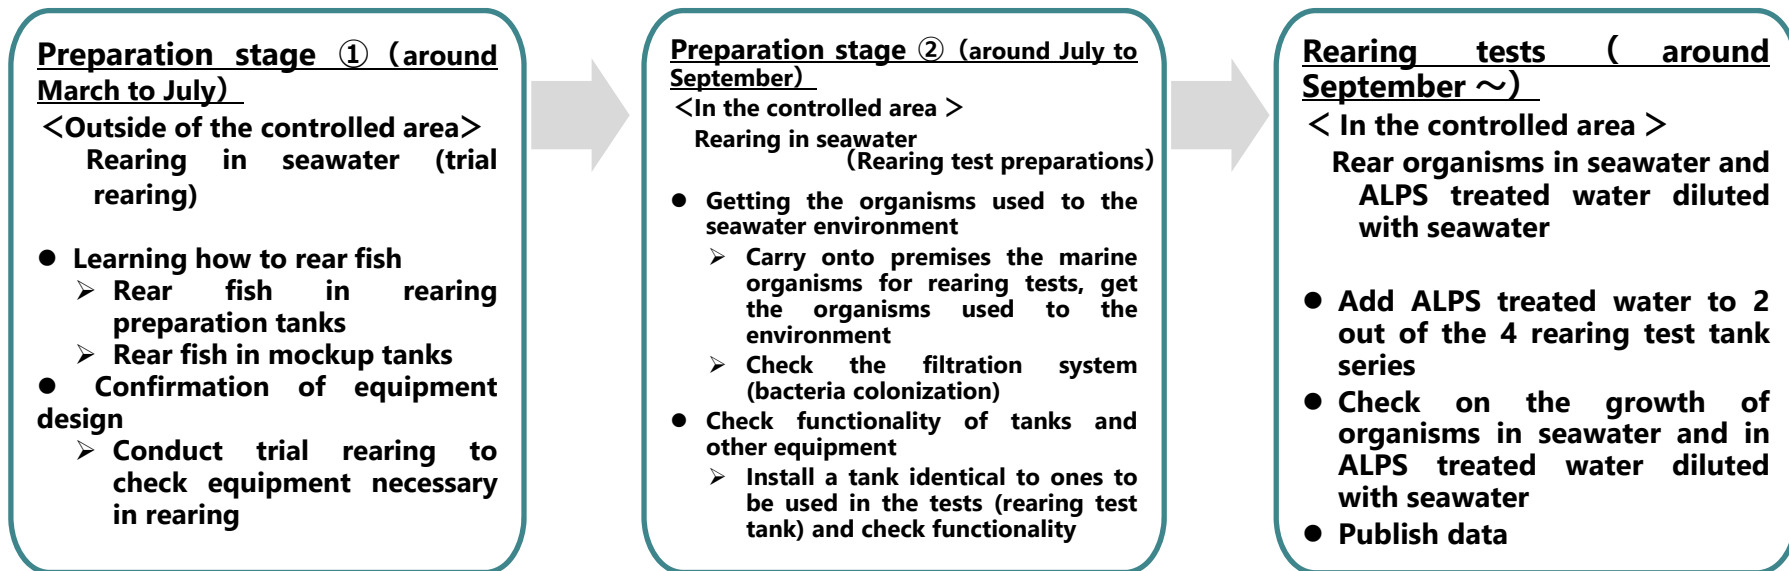 Preparation stage ①（around
March to July）
＜Outside of the controlled area＞
Rearing in seawater (trial
rearing)
● Learning how to rear fish
➢ Rear fish in rearing
preparation tanks
➢ Rear fish in mockup tanks
● Confirmation of equipment
design
➢ Conduct trial rearing to
check equipment necessary
in rearing
Preparation stage ②（around July to
September）
＜In the controlled area＞
Rearing in seawater
（Rearing test preparations）
● Getting the organisms used to the
seawater environment
➢ Carry onto premises the marine
organisms for rearing tests, get
the organisms used to the
environment
➢ Check the filtration system
(bacteria colonization)
● Check functionality of tanks and
other equipment
➢ Install a tank identical to ones to
be used in the tests (rearing test
tank) and check functionality
Rearing tests（around
September ～）
＜In the controlled area＞
Rear organisms in seawater and
ALPS treated water diluted
with seawater
● Add ALPS treated water to 2
out of the 4 rearing test tank
series
● Check on the growth of
organisms in seawater and in
ALPS treated water diluted
with seawater
● Publish data